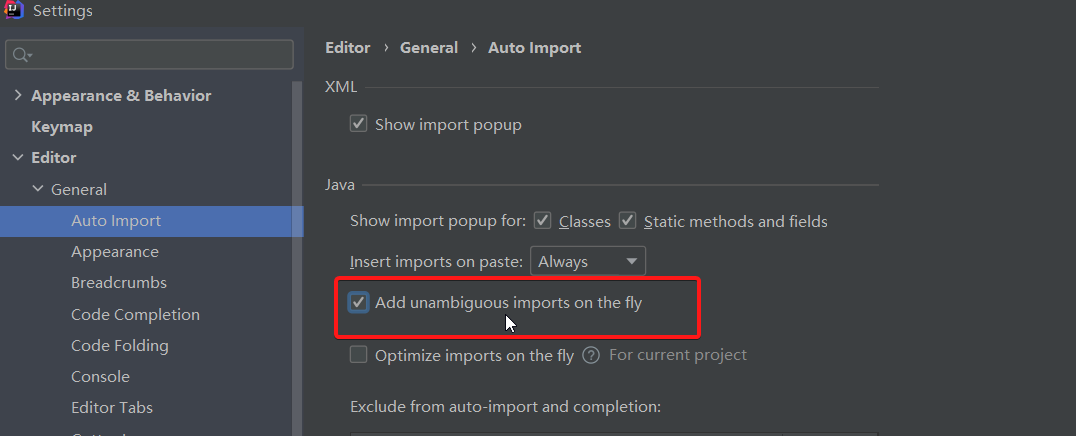 Settings
Appearance & Behavior
Keymap
Editor
General
Auto Import
Appearance
Breadcrumbs
Code Completion
Code Folding
Console
Editor Tabs
Editor › General › Auto Import
XML
Show import popup
Java
Show import popup for: Classes Static methods and fields
Insert imports on paste: Always
Add unambiguous imports on the fly
Optimize imports on the fly ? For current project
Exclude from auto-import and completion: